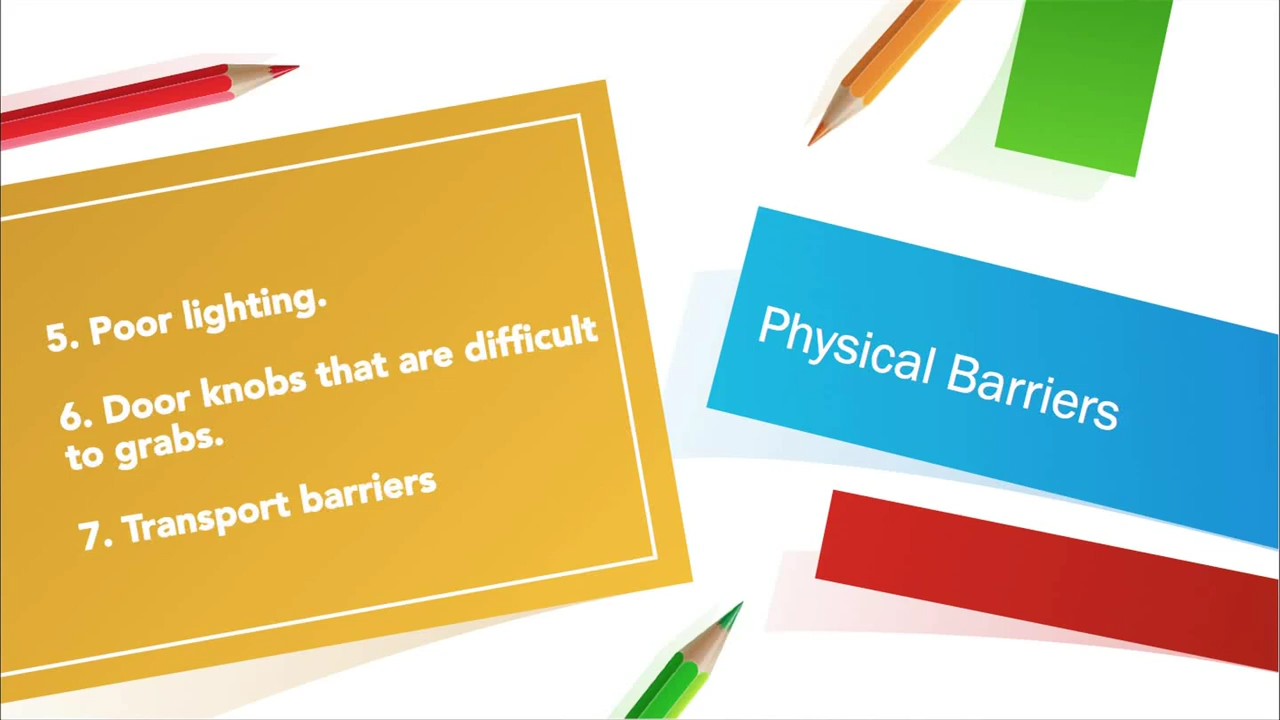 5. Poor lighting.
6. Door knobs that are difficult
to grabs.
7. Transport barriers
Physical Barriers